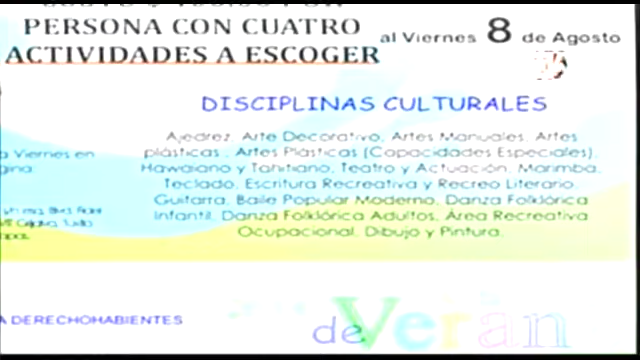 PERSONA CON CUATRO
ACTIVIDADES A ESCOGER
al Viernes 8 de Agosto
DISCIPLINAS CULTURALES
Ajedrez, Arte Decorativo, Artes Manuales, Artes
plásticas , Artes Plásticas (Capacidades Especiales),
Hawaiano y Tahitiano, Teatro y Actuación, Marimba,
Teclado, Escritura Recreativa y Recreo Literario,
Guitarra, Baile Popular Moderno, Danza Folklórica
Infantil, Danza Folklórica Adultos, Área Recreativa
Ocupacional, Dibujo y Pintura.
a Viernes en
A DERECHOHABIENTES
de Veran